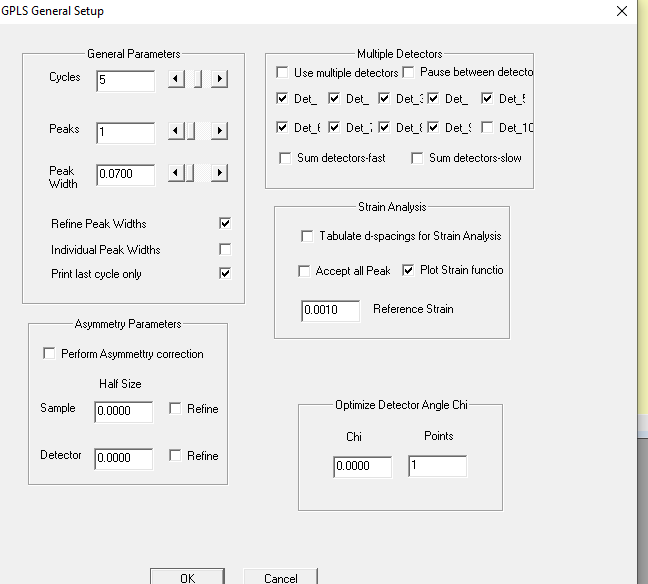 GPLS General Setup
General Parameters
Cycles 5
Peaks 1
Peak Width 0.0700
Refine Peak Widths
Individual Peak Widths
Print last cycle only
Asymmetry Parameters
Perform Asymmettry correction
Half Size
Sample 0.0000 Refine
Detector 0.0000 Refine
Multiple Detectors
Use multiple detectors Pause between detecto
Det_ Det_ Det_3 Det_ Det_5
Det_6 Det_7 Det_8 Det_9 Det_10
Sum detectors-fast Sum detectors-slow
Strain Analysis
Tabulate d-spacings for Strain Analysis
Accept all Peak Plot Strain functio
0.0010 Reference Strain
Optimize Detector Angle Chi
Chi Points
0.0000 1
OK Cancel